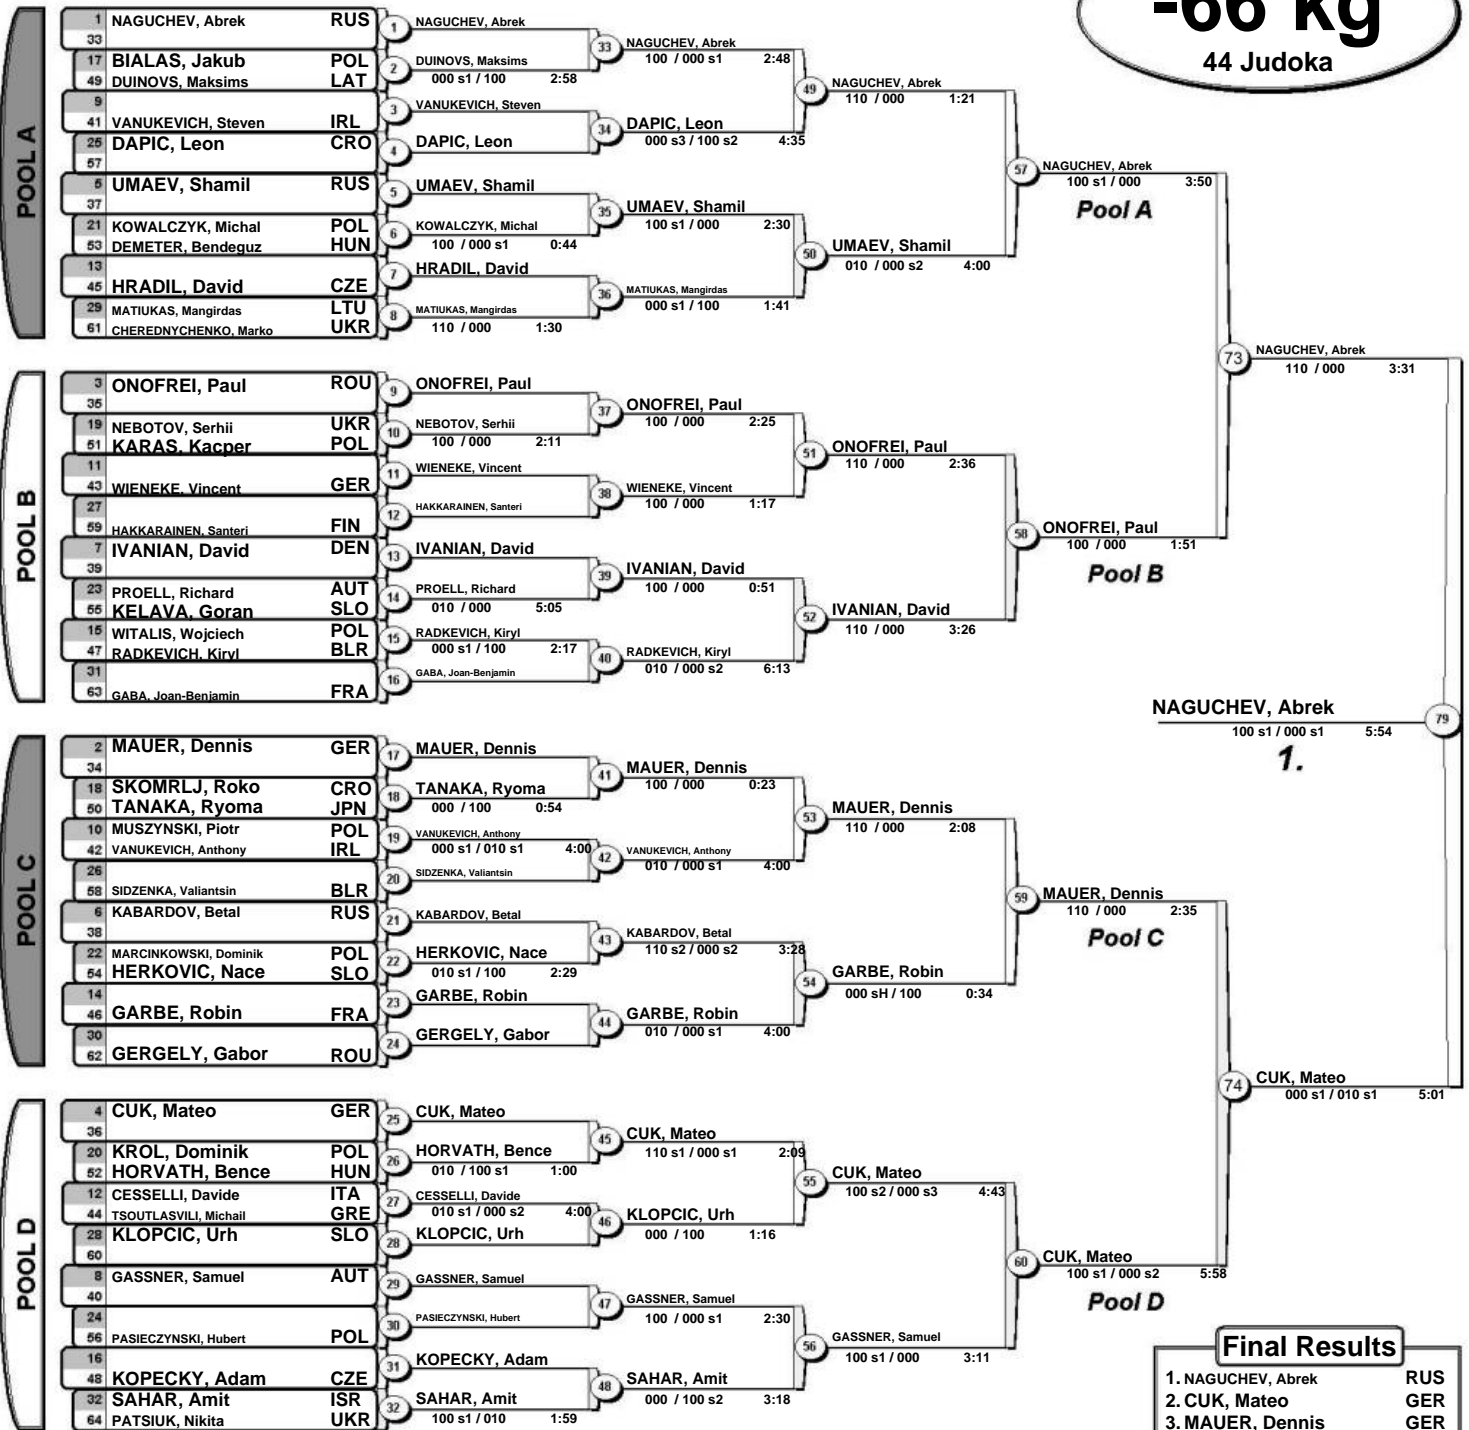 -66 kg
44 Judoka
POOL A
1 NAGUCHEV, Abrek RUS
33
17 BIALAS, Jakub POL
49 DUINOVS, Maksims LAT
9
41 VANUKEVICH, Steven IRL
25 DAPIC, Leon CRO
57
5 UMAEV, Shamil RUS
37
21 KOWALCZYK, Michal POL
53 DEMETER, Bendeguz HUN
13
45 HRADIL, David CZE
29 MATIUKAS, Mangirdas LTU
61 CHEREDNYCHENKO, Marko UKR
1 NAGUCHEV, Abrek
2 DUINOVS, Maksims
000 s1 / 100 2:58
3 VANUKEVICH, Steven
4 DAPIC, Leon
5 UMAEV, Shamil
6 KOWALCZYK, Michal
100 / 000 s1 0:44
7 HRADIL, David
8 MATIUKAS, Mangirdas
110 / 000 1:30
33 NAGUCHEV, Abrek
100 / 000 s1 2:48
34 DAPIC, Leon
000 s3 / 100 s2 4:35
35 UMAEV, Shamil
100 s1 / 000 2:30
36 MATIUKAS, Mangirdas
000 s1 / 100 1:41
49 NAGUCHEV, Abrek
110 / 000 1:21
50 UMAEV, Shamil
010 / 000 s2 4:00
57 NAGUCHEV, Abrek
100 s1 / 000 3:50
Pool A
POOL B
3 ONOFREI, Paul ROU
35
19 NEBOTOV, Serhii UKR
51 KARAS, Kacper POL
11
43 WIENEKE, Vincent GER
27
59 HAKKARAINEN, Santeri FIN
7 IVANIAN, David DEN
39
23 PROELL, Richard AUT
55 KELAVA, Goran SLO
15 WITALIS, Wojciech POL
47 RADKEVICH, Kiryl BLR
31
63 GABA, Joan-Benjamin FRA
9 ONOFREI, Paul
10 NEBOTOV, Serhii
100 / 000 2:11
11 WIENEKE, Vincent
12 HAKKARAINEN, Santeri
13 IVANIAN, David
14 PROELL, Richard
010 / 000 5:05
15 RADKEVICH, Kiryl
000 s1 / 100 2:17
16 GABA, Joan-Benjamin
37 ONOFREI, Paul
100 / 000 2:25
38 WIENEKE, Vincent
100 / 000 1:17
39 IVANIAN, David
100 / 000 0:51
40 RADKEVICH, Kiryl
010 / 000 s2 6:13
51 ONOFREI, Paul
110 / 000 2:36
52 IVANIAN, David
110 / 000 3:26
58 ONOFREI, Paul
100 / 000 1:51
Pool B
73 NAGUCHEV, Abrek
110 / 000 3:31
NAGUCHEV, Abrek 79
100 s1 / 000 s1 5:54
1.
POOL C
2 MAUER, Dennis GER
34
18 SKOMRLJ, Roko CRO
50 TANAKA, Ryoma JPN
10 MUSZYNSKI, Piotr POL
42 VANUKEVICH, Anthony IRL
26
58 SIDZENKA, Valiantsin BLR
6 KABARDOV, Betal RUS
38
22 MARCINKOWSKI, Dominik POL
54 HERKOVIC, Nace SLO
14
46 GARBE, Robin FRA
30
62 GERGELY, Gabor ROU
17 MAUER, Dennis
18 TANAKA, Ryoma
000 / 100 0:54
19 VANUKEVICH, Anthony
000 s1 / 010 s1 4:00
20 SIDZENKA, Valiantsin
21 KABARDOV, Betal
22 HERKOVIC, Nace
010 s1 / 100 2:29
23 GARBE, Robin
24 GERGELY, Gabor
41 MAUER, Dennis
100 / 000 0:23
42 VANUKEVICH, Anthony
010 / 000 s1 4:00
43 KABARDOV, Betal
110 s2 / 000 s2 3:28
44 GARBE, Robin
010 / 000 s1 4:00
53 MAUER, Dennis
110 / 000 2:08
54 GARBE, Robin
000 sH / 100 0:34
59 MAUER, Dennis
110 / 000 2:35
Pool C
POOL D
4 CUK, Mateo GER
36
20 KROL, Dominik POL
52 HORVATH, Bence HUN
12 CESSELLI, Davide ITA
44 TSOUTLASVILI, Michail GRE
28 KLOPCIC, Urh SLO
60
8 GASSNER, Samuel AUT
40
24
56 PASIECZYNSKI, Hubert POL
16
48 KOPECKY, Adam CZE
32 SAHAR, Amit ISR
64 PATSIUK, Nikita UKR
25 CUK, Mateo
26 HORVATH, Bence
010 / 100 s1 1:00
27 CESSELLI, Davide
010 s1 / 000 s2 4:00
28 KLOPCIC, Urh
29 GASSNER, Samuel
30 PASIECZYNSKI, Hubert
31 KOPECKY, Adam
32 SAHAR, Amit
100 s1 / 010 1:59
45 CUK, Mateo
110 s1 / 000 s1 2:09
46 KLOPCIC, Urh
000 / 100 1:16
47 GASSNER, Samuel
100 / 000 s1 2:30
48 SAHAR, Amit
000 / 100 s2 3:18
55 CUK, Mateo
100 s2 / 000 s3 4:43
56 GASSNER, Samuel
100 s1 / 000 3:11
60 CUK, Mateo
100 s1 / 000 s2 5:58
Pool D
74 CUK, Mateo
000 s1 / 010 s1 5:01
Final Results
1. NAGUCHEV, Abrek RUS
2. CUK, Mateo GER
3. MAUER, Dennis GER